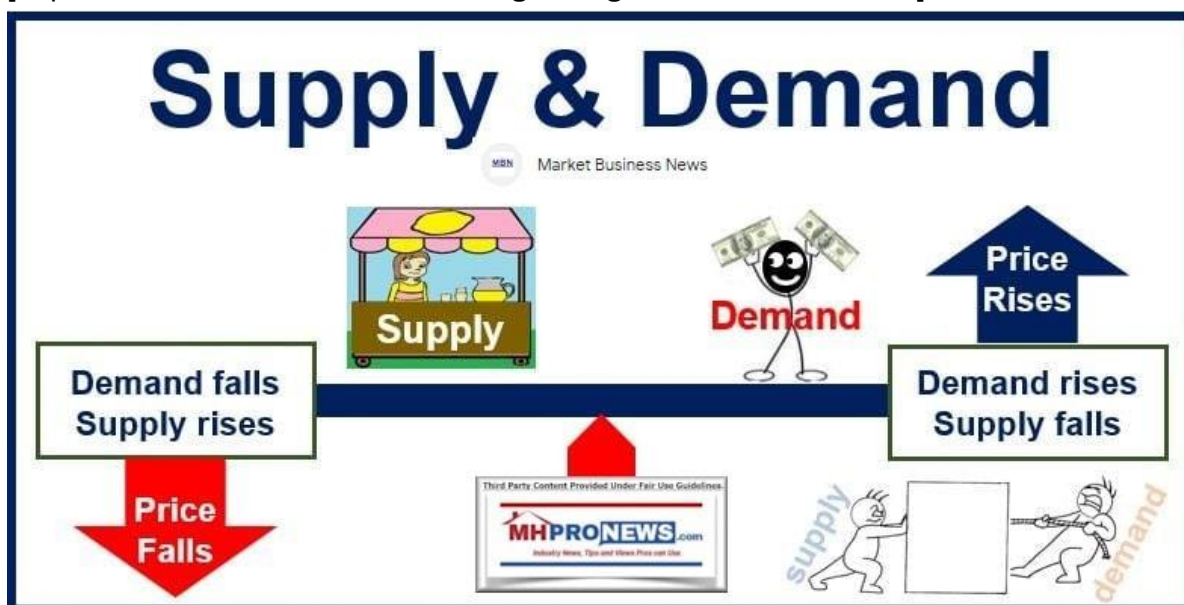 Supply & Demand
MBN
Market Business News
Supply
Demand
Price
Rises
Demand falls
Supply rises
Demand rises
Supply falls
Price
Falls
Third Party Content Provided Under Fair Use Guidelines.
MHPRONEWS.com
Industry News, Tips and Views Pros can Use
supply
demand